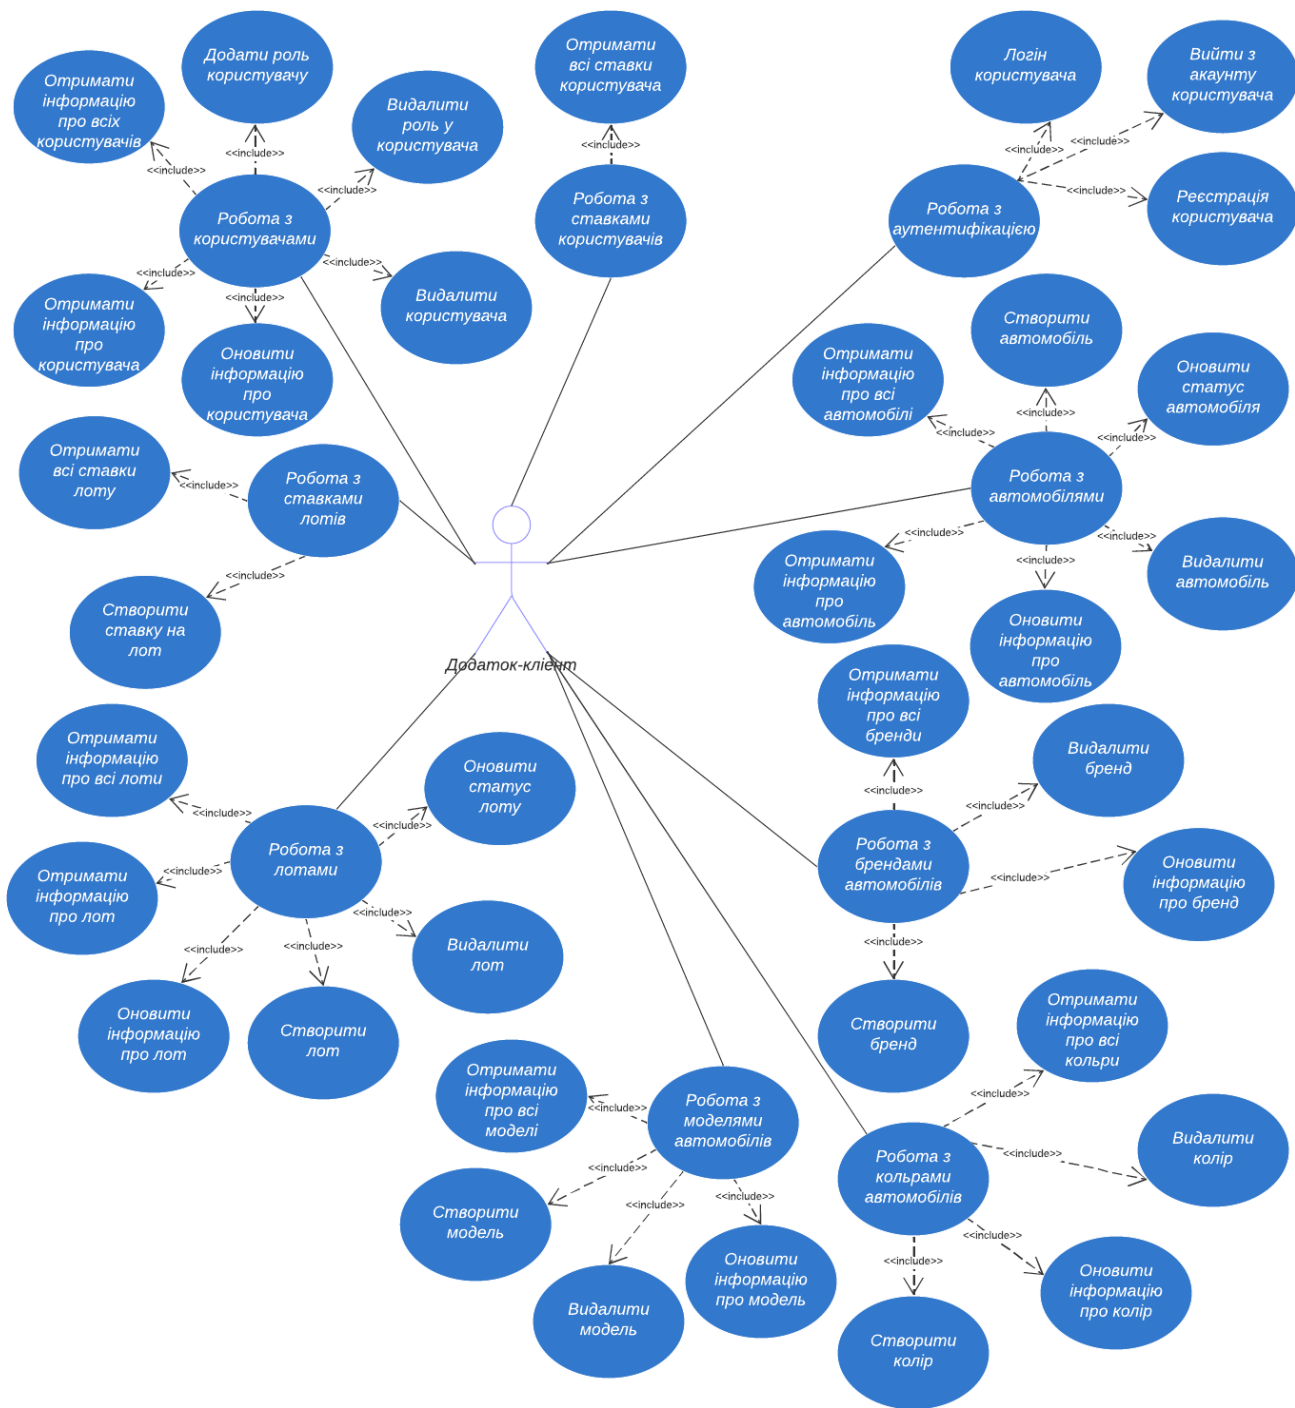 Отримати
інформацію
про всіх
користувачів
Додати роль
користувачу
Видалити
роль у
користувача
Отримати
всі ставки
користувача
Логін
користувача
Вийти з
акаунту
користувача
<<include>>
<<include>>
<<include>>
<<include>>
<<include>>
<<include>>
<<include>>
Робота з
користувачами
Робота з
ставками
користувачів
Робота з
аутентифікацією
Реєстрація
користувача
<<include>>
<<include>>
<<include>>
Отримати
інформацію
про
користувача
Оновити
інформацію
про
користувача
Видалити
користувача
Створити
автомобіль
Отримати
інформацію
про всі
автомобілі
Оновити
статус
автомобіля
<<include>>
<<include>>
<<include>>
Отримати
всі ставки
лоту
<<include>>
Робота з
ставками
лотів
Робота з
автомобілями
<<include>>
<<include>>
<<include>>
<<include>>
Створити
ставку на
лот
Отримати
інформацію
про
автомобіль
Видалити
автомобіль
Оновити
інформацію
про
автомобіль
Додаток-клієнт
Отримати
інформацію
про всі
бренди
Отримати
інформацію
про всі лоти
Оновити
статус
лоту
Видалити
бренд
<<include>>
<<include>>
<<include>>
<<include>>
Робота з
лотами
Робота з
брендами
автомобілів
<<include>>
<<include>>
Отримати
інформацію
про лот
Оновити
інформацію
про бренд
<<include>>
<<include>>
<<include>>
<<include>>
Видалити
лот
Оновити
інформацію
про лот
Створити
лот
Створити
бренд
Отримати
інформацію
про всі
кольри
Отримати
інформацію
про всі
моделі
<<include>>
Робота з
моделями
автомобілів
<<include>>
Робота з
кольрами
автомобілів
<<include>>
Видалити
колір
<<include>>
<<include>>
<<include>>
<<include>>
<<include>>
Створити
модель
Видалити
модель
Оновити
інформацію
про модель
Оновити
інформацію
про колір
Створити
колір